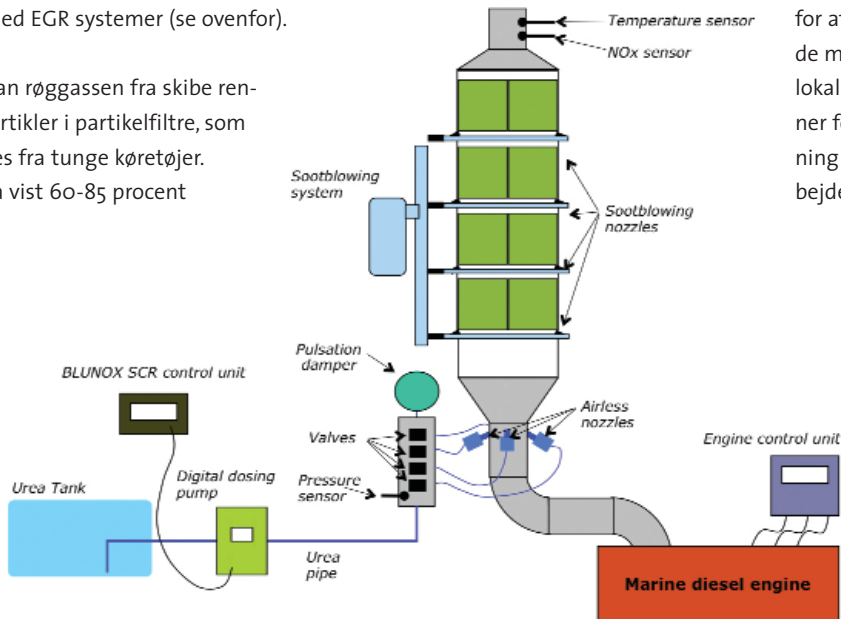 ed EGR systemer (se ovenfor).
an røggassen fra skibe ren-
rtikler i partikelfiltre, som
es fra tunge køretøjer.
vist 60-85 procent
Temperature sensor
NOx sensor
for at
de m
lokal
ner f
ning
bejde
Sootblowing
system
Sootblowing
nozzles
Pulsation
damper
BLUNOX SCR control unit
Airless
nozzles
Valves
Engine control unit
Digital dosing
pump
Pressure
sensor
Urea Tank
Urea
pipe
Marine diesel engine